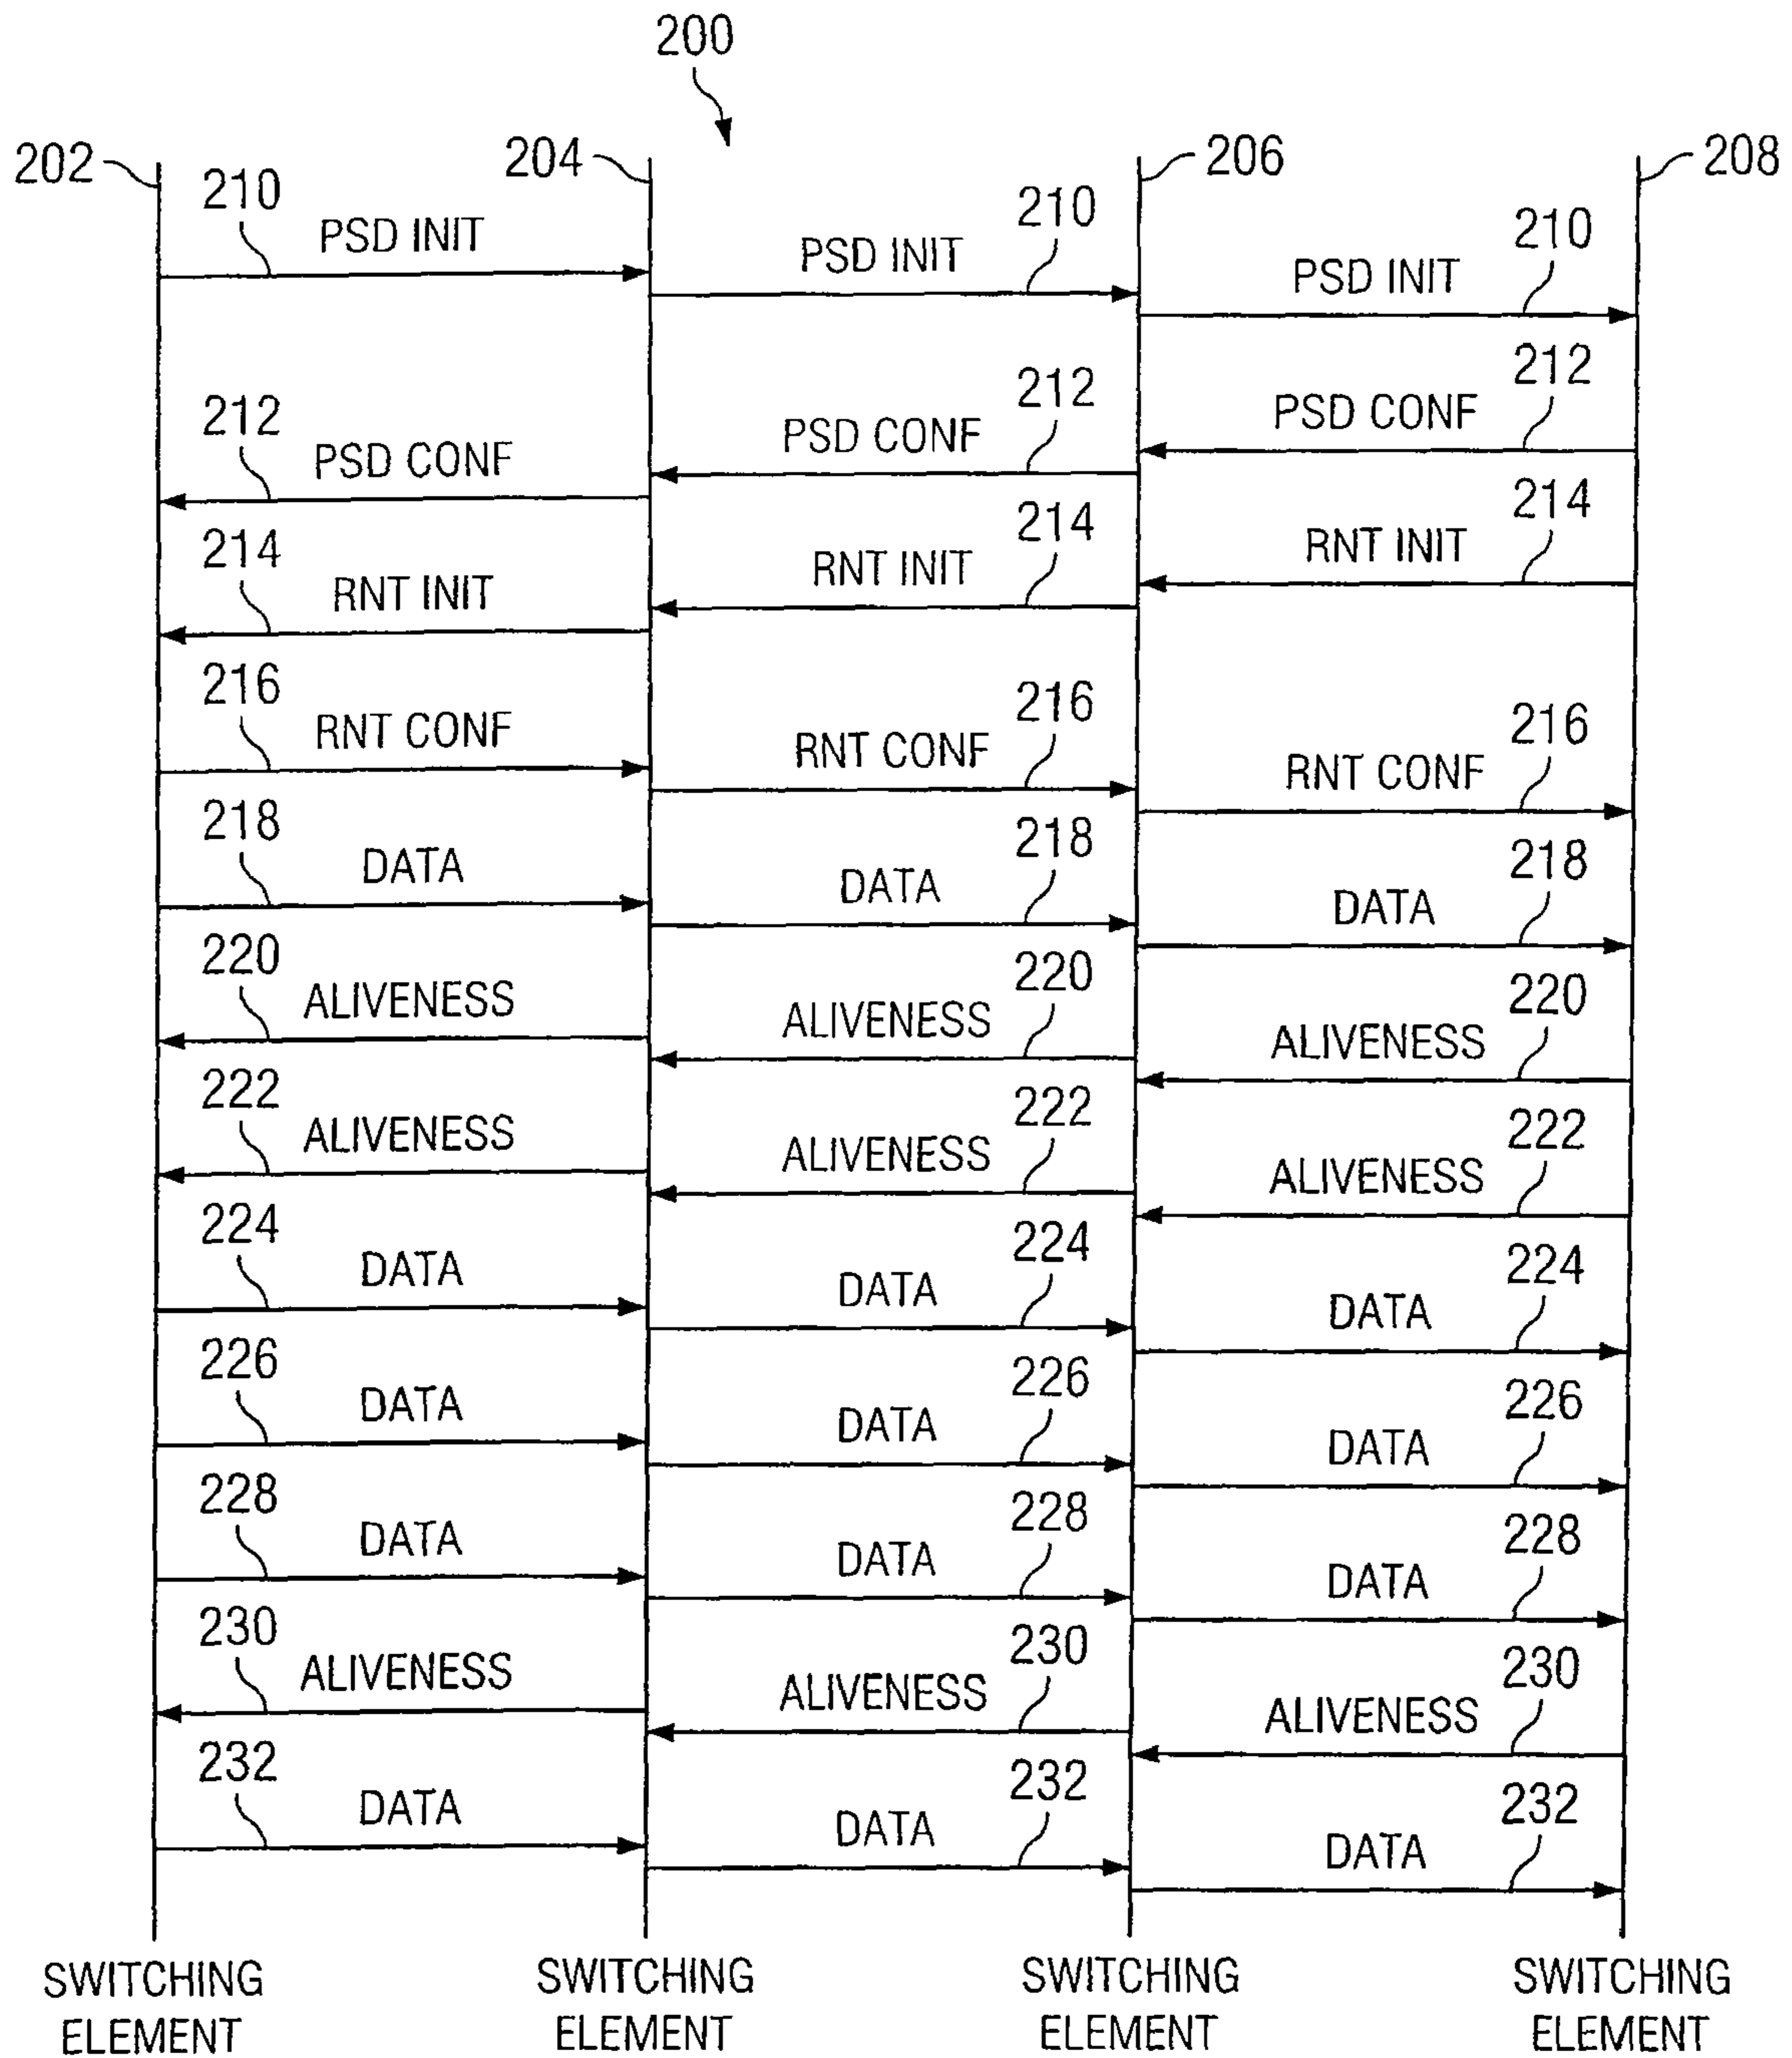 200
202
204
206
208
210
PSD INIT
210
PSD INIT
210
PSD INIT
212
PSD CONF
212
PSD CONF
212
PSD CONF
214
RNT INIT
214
RNT INIT
214
RNT INIT
216
RNT CONF
216
RNT CONF
216
RNT CONF
218
DATA
218
DATA
218
DATA
220
ALIVENESS
220
ALIVENESS
220
ALIVENESS
222
ALIVENESS
222
ALIVENESS
222
ALIVENESS
224
DATA
224
DATA
224
DATA
226
DATA
226
DATA
226
DATA
228
DATA
228
DATA
228
DATA
230
ALIVENESS
230
ALIVENESS
230
ALIVENESS
232
DATA
232
DATA
232
DATA
SWITCHING
ELEMENT
SWITCHING
ELEMENT
SWITCHING
ELEMENT
SWITCHING
ELEMENT